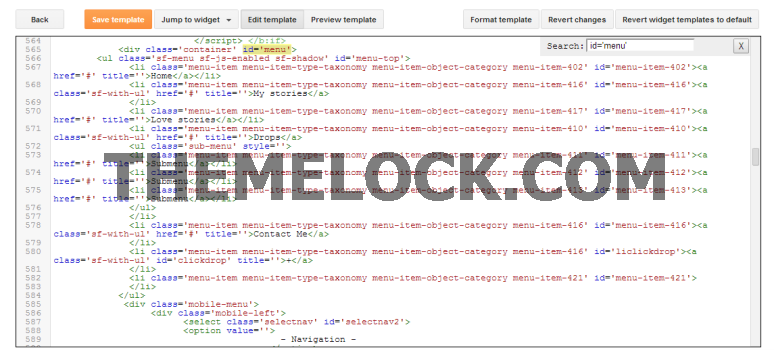 Back Save template Jump to widget Edit template Preview template Format template Revert changes Revert widget templates to default
Search: id='menu' X
564 </script> </b:if>
565 <div class='container' id='menu'>
566 <ul class='sf-menu sf-js-enabled sf-shadow' id='menu-top'>
567 <li class='menu-item menu-item-type-taxonomy menu-item-object-category menu-item-402' id='menu-item-402'><a
href='#' title=''>Home</a></li>
568 <li class='menu-item menu-item-type-taxonomy menu-item-object-category menu-item-416' id='menu-item-416'><a
class='sf-with-ul' href='#' title=''>My stories</a>
569 </li>
570 <li class='menu-item menu-item-type-taxonomy menu-item-object-category menu-item-417' id='menu-item-417'><a
href='#' title=''>Love stories</a></li>
571 <li class='menu-item menu-item-type-taxonomy menu-item-object-category menu-item-410' id='menu-item-410'><a
class='sf-with-ul' href='#' title=''>Drops</a>
572 <ul class='sub-menu' style=''>
573 <li class='menu-item menu-item-type-taxonomy menu-item-object-category menu-item-411' id='menu-item-411'><a
href='#' title=''>Submenu</a></li>
574 <li class='menu-item menu-item-type-taxonomy menu-item-object-category menu-item-412' id='menu-item-412'><a
href='#' title=''>Submenu</a></li>
575 <li class='menu-item menu-item-type-taxonomy menu-item-object-category menu-item-413' id='menu-item-413'><a
href='#' title=''>Submenu</a></li>
THEMELOCK.COM
576 </ul>
577 </li>
578 <li class='menu-item menu-item-type-taxonomy menu-item-object-category menu-item-416' id='menu-item-416'><a
class='sf-with-ul' href='#' title=''>Contact Me</a>
579 </li>
580 <li class='menu-item menu-item-type-taxonomy menu-item-object-category menu-item-416' id='liclickdrop'><a
class='sf-with-ul' id='clickdrop' title=''>+</a>
581 </li>
582 <li class='menu-item menu-item-type-taxonomy menu-item-object-category menu-item-421' id='menu-item-421'>
583 </li>
584 </ul>
585 <div class='mobile-menu'>
586 <div class='mobile-left'>
587 <select class='selectnav' id='selectnav2'>
588 <option value=''>
589 - Navigation -